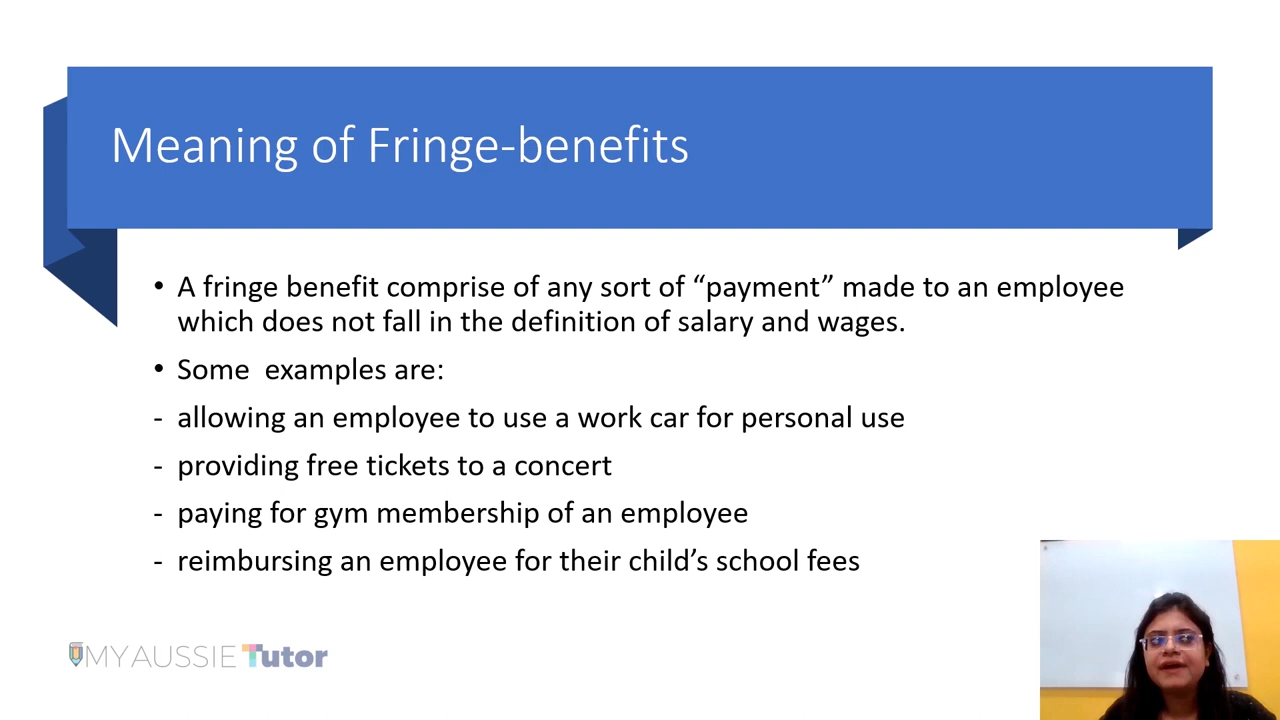 Meaning of Fringe-benefits
• A fringe benefit comprise of any sort of “payment” made to an employee
which does not fall in the definition of salary and wages.
• Some  examples are:
- allowing an employee to use a work car for personal use
- providing free tickets to a concert
- paying for gym membership of an employee
- reimbursing an employee for their child’s school fees
MY AUSSIE Tutor